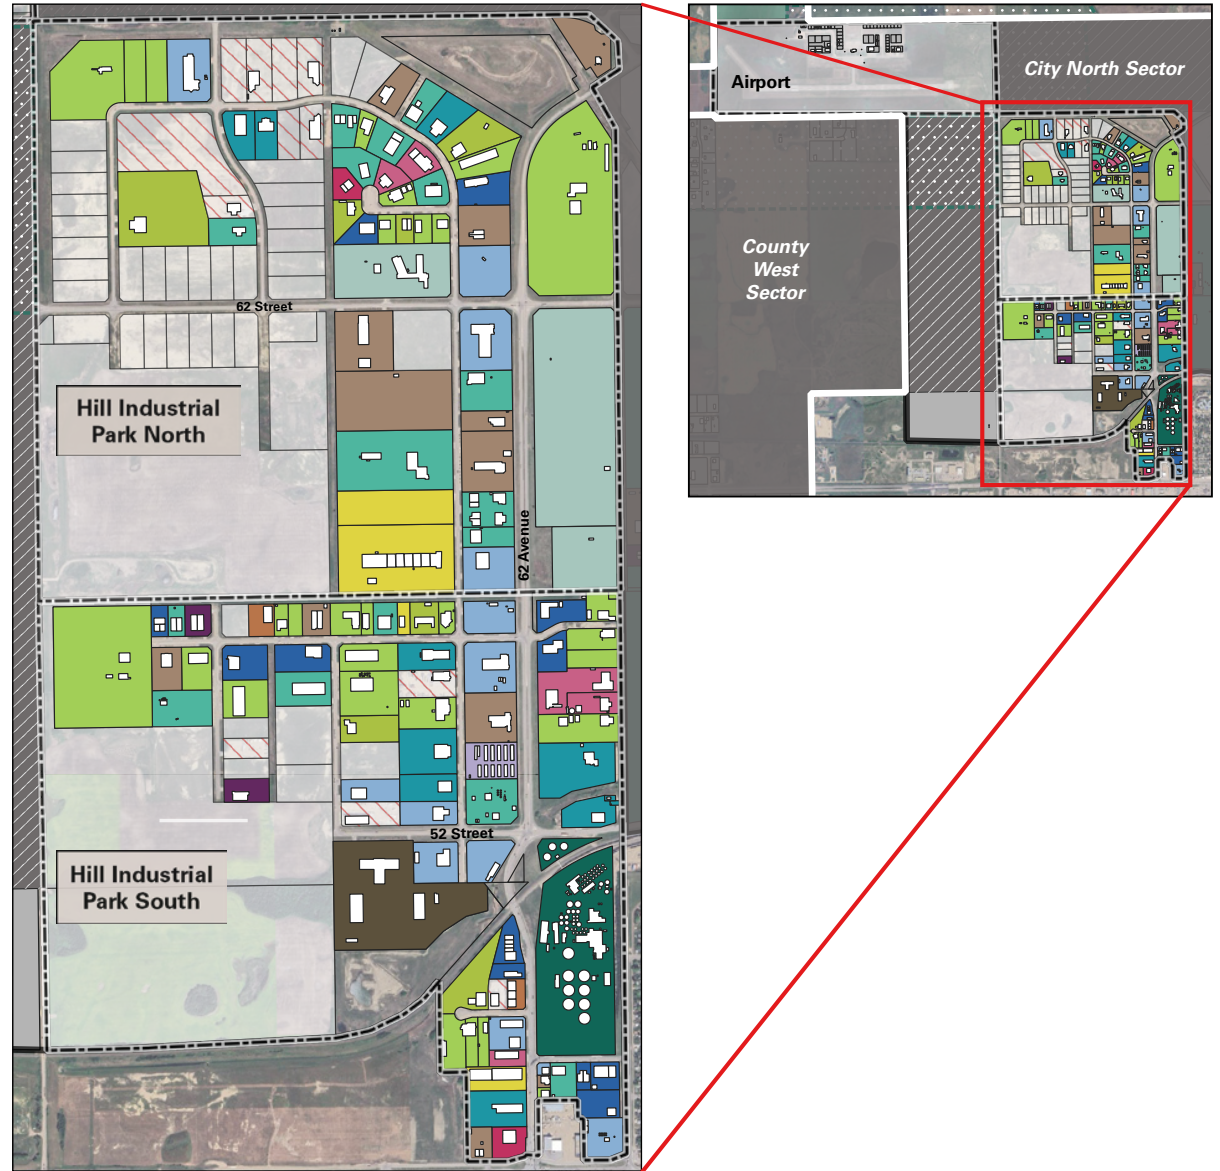 62 Street
Hill Industrial
Park North
62 Avenue
52 Street
Hill Industrial
Park South
Airport
City North Sector
County
West
Sector